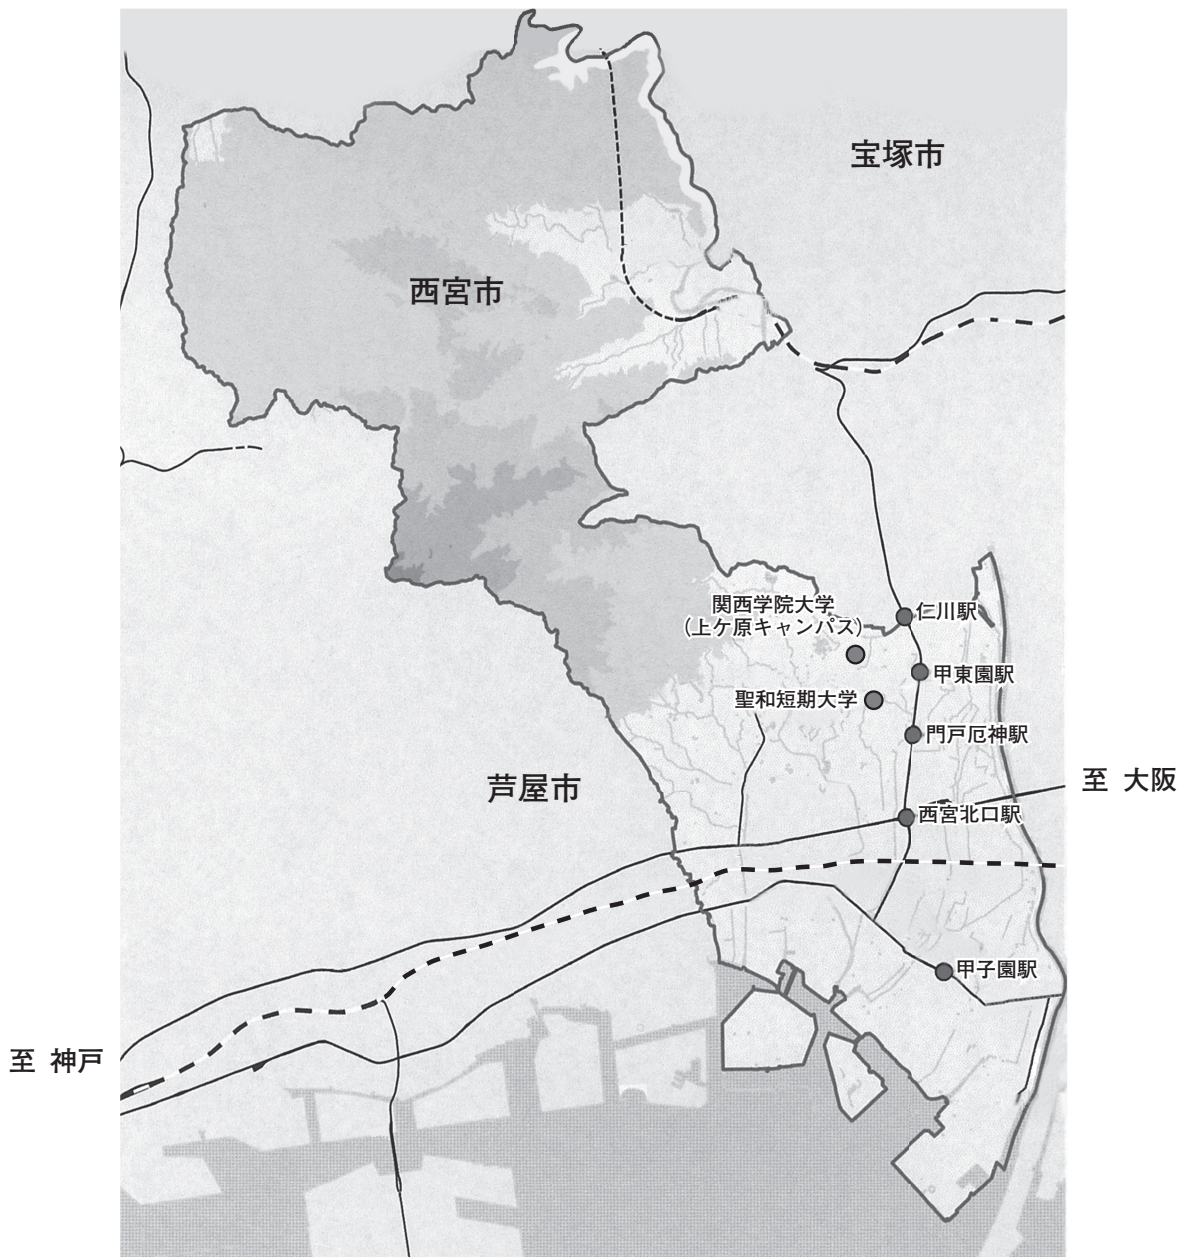 宝塚市
西宮市
関西学院大学
（上ケ原キャンパス）
仁川駅
甲東園駅
聖和短期大学
門戸厄神駅
芦屋市
至 大阪
西宮北口駅
甲子園駅
至 神戸